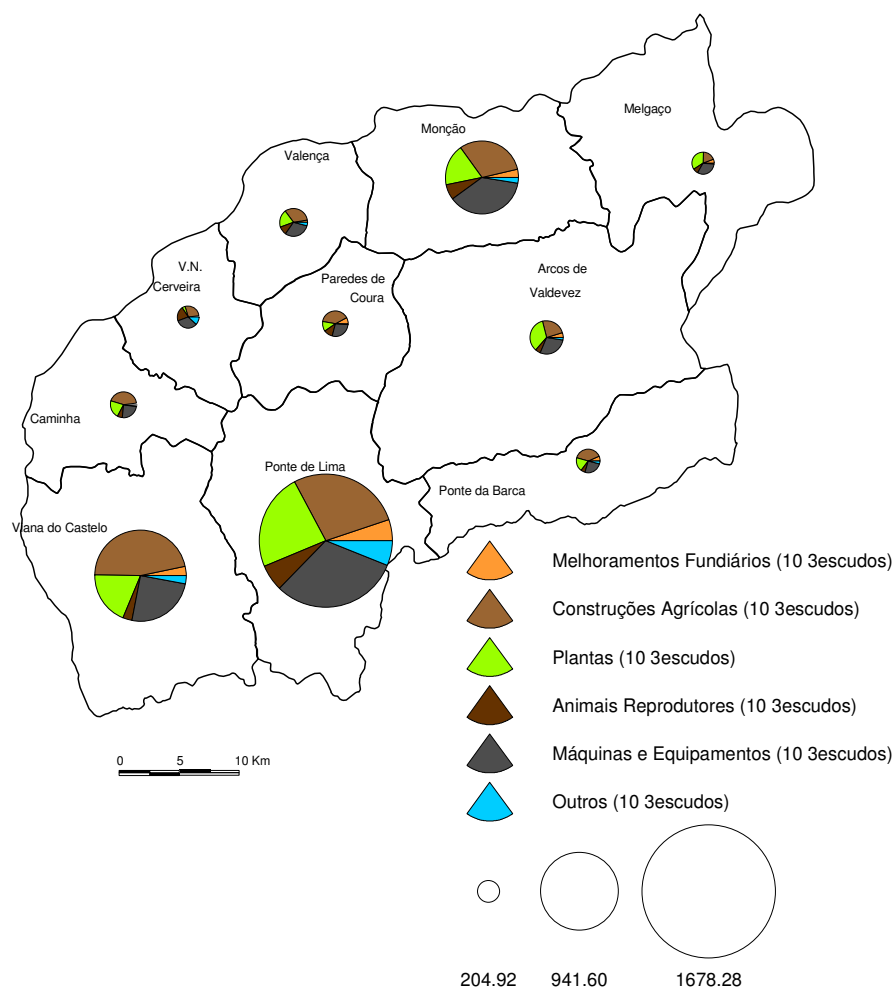 Melgaço
Monção
Valença
V.N.
Cerveira
Paredes de
Coura
Arcos de
Valdevez
Caminha
Ponte de Lima
Ponte da Barca
Viana do Castelo
Melhoramentos Fundiários (10 3escudos)
Construções Agrícolas (10 3escudos)
Plantas (10 3escudos)
Animais Reprodutores (10 3escudos)
Máquinas e Equipamentos (10 3escudos)
Outros (10 3escudos)
0 5 10 Km
204.92 941.60 1678.28